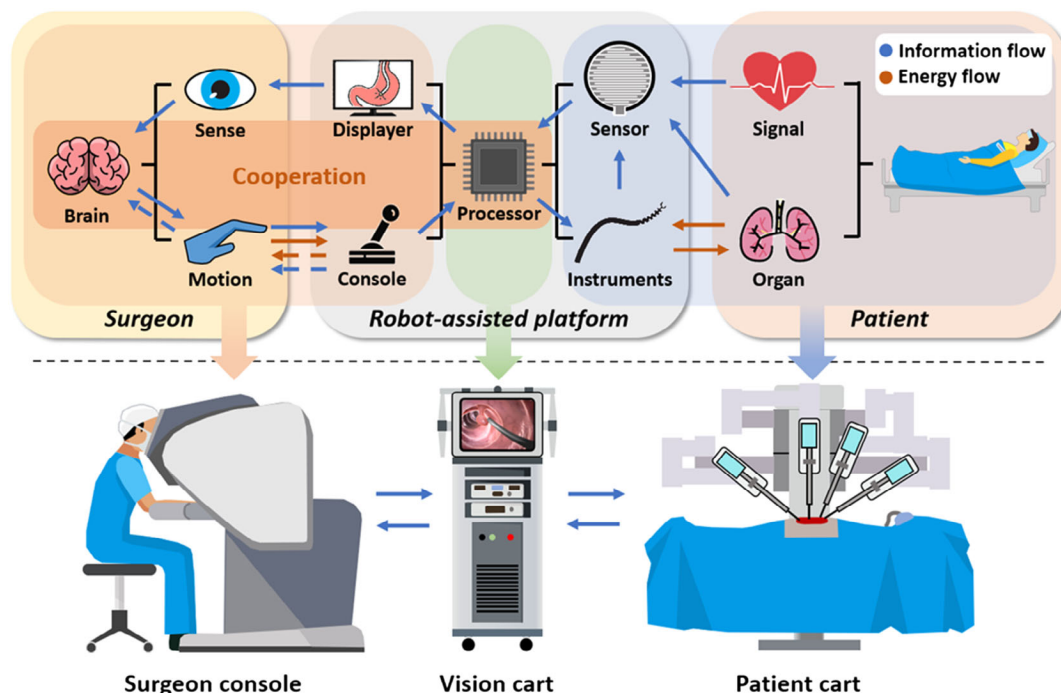 Information flow
Energy flow
Sense
Displayer
Sensor
Signal
Cooperation
Brain
Processor
Motion
Console
Instruments
Organ
Surgeon
Robot-assisted platform
Patient
Surgeon console
Vision cart
Patient cart